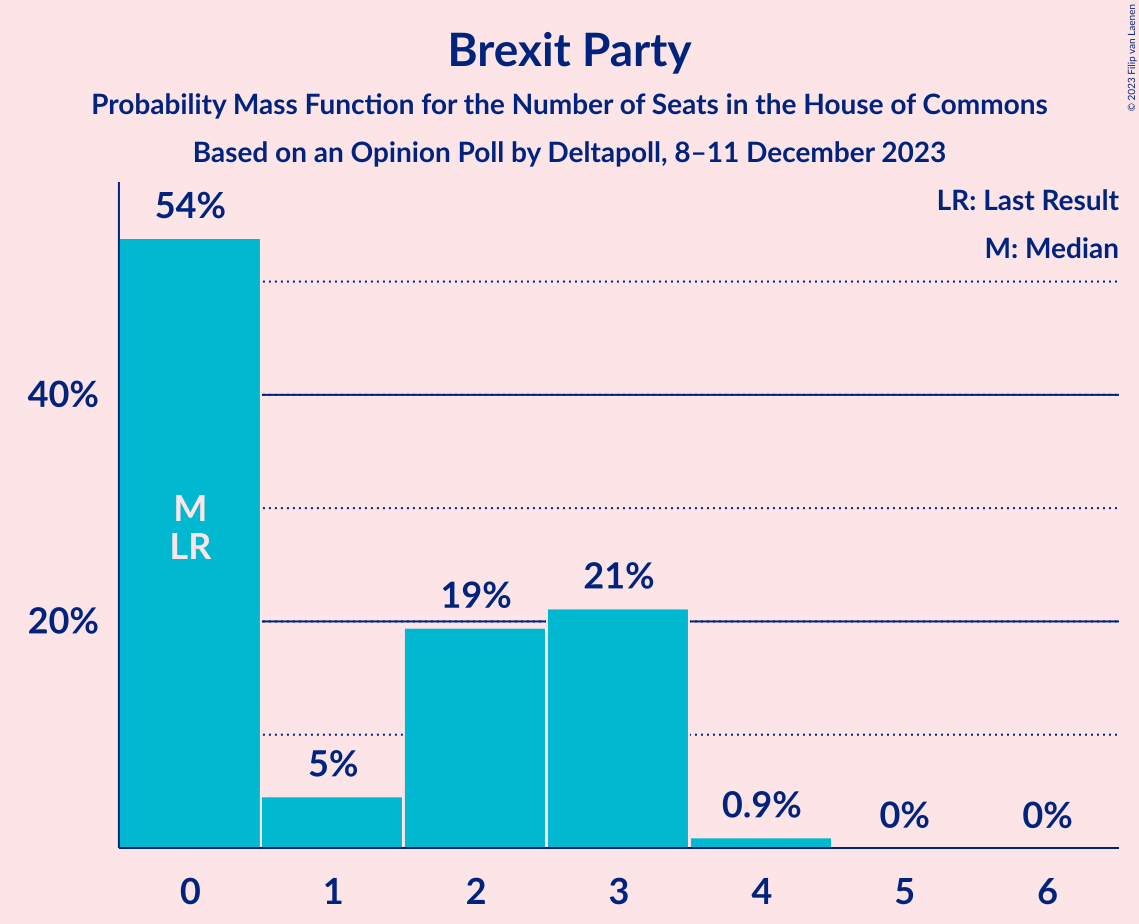 Brexit Party
Probability Mass Function for the Number of Seats in the House of Commons
Based on an Opinion Poll by Deltapoll, 8–11 December 2023
© 2023 Filip van Laenen
LR: Last Result
M: Median
54%
40%
M
LR
21%
19%
20%
5%
0.9%
0%
0%
0 1 2 3 4 5 6